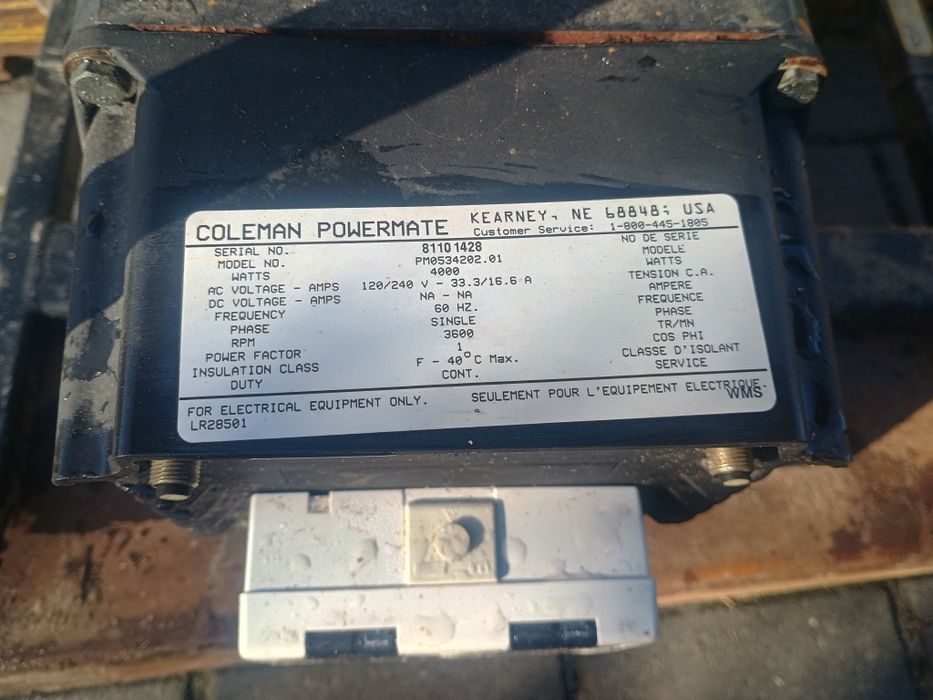 COLEMAN POWERMATE KEARNEY, NE 68848; USA
Customer Service: 1-800-445-1805
SERIAL NO. 81101428 NO DE SERIE
MODEL NO. PM0534202.01 MODELE
WATTS 4000 WATTS
AC VOLTAGE - AMPS 120/240 V - 33.3/16.6 A TENSION C.A.
DC VOLTAGE - AMPS NA - NA AMPERE
FREQUENCY 60 HZ. FREQUENCE
PHASE SINGLE PHASE
RPM 3600 TR/MN
POWER FACTOR 1 COS PHI
INSULATION CLASS F - 40°C Max. CLASSE D'ISOLANT
DUTY CONT. SERVICE
FOR ELECTRICAL EQUIPMENT ONLY. SEULEMENT POUR L'EQUIPEMENT ELECTRIQUE.
LR28501 WMS